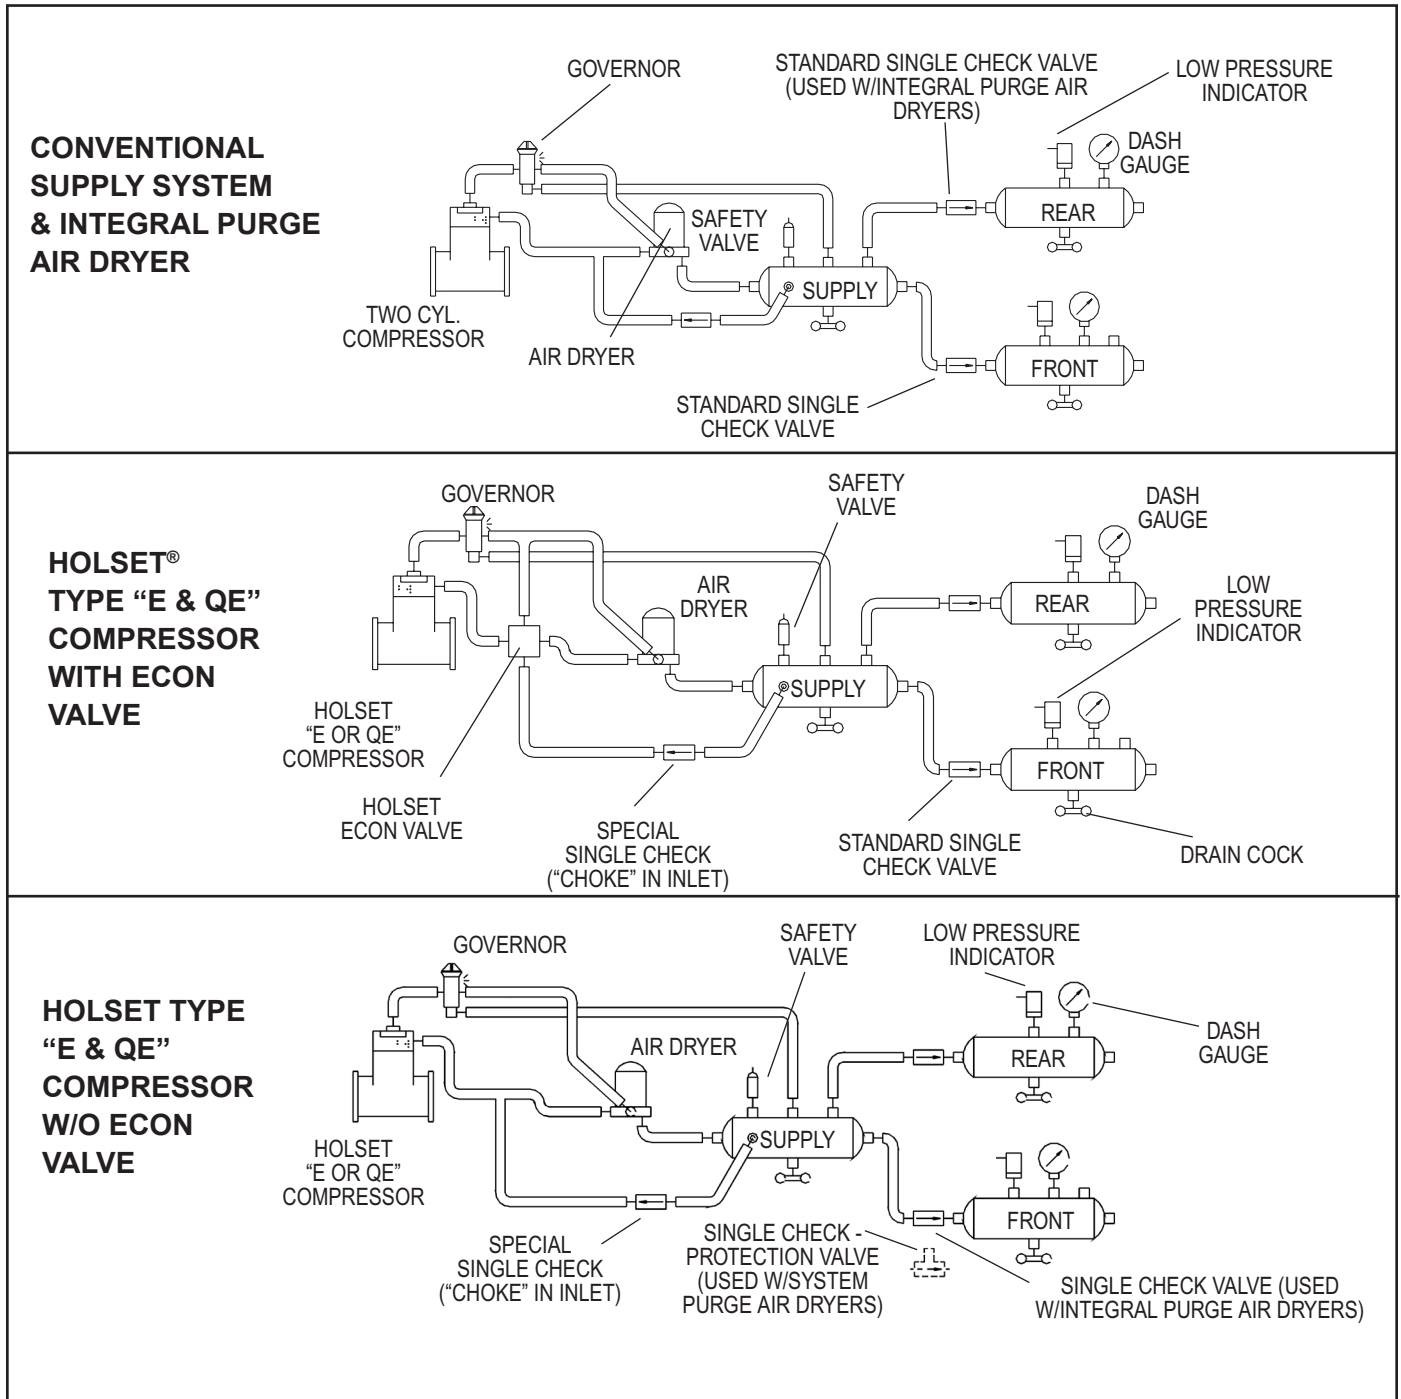 CONVENTIONAL
SUPPLY SYSTEM
& INTEGRAL PURGE
AIR DRYER
GOVERNOR
STANDARD SINGLE CHECK VALVE
(USED W/INTEGRAL PURGE AIR
DRYERS)
LOW PRESSURE
INDICATOR
DASH
GAUGE
REAR
SAFETY
VALVE
SUPPLY
TWO CYL.
COMPRESSOR
AIR DRYER
FRONT
STANDARD SINGLE
CHECK VALVE
HOLSET®
TYPE “E & QE”
COMPRESSOR
WITH ECON
VALVE
GOVERNOR
SAFETY
VALVE
DASH
GAUGE
AIR
DRYER
REAR
LOW
PRESSURE
INDICATOR
SUPPLY
HOLSET
“E OR QE”
COMPRESSOR
FRONT
HOLSET
ECON VALVE
SPECIAL
SINGLE CHECK
(“CHOKE” IN INLET)
STANDARD SINGLE
CHECK VALVE
DRAIN COCK
HOLSET TYPE
“E & QE”
COMPRESSOR
W/O ECON
VALVE
GOVERNOR
SAFETY
VALVE
LOW PRESSURE
INDICATOR
DASH
GAUGE
AIR DRYER
REAR
SUPPLY
HOLSET
“E OR QE”
COMPRESSOR
FRONT
SPECIAL
SINGLE CHECK
(“CHOKE” IN INLET)
SINGLE CHECK -
PROTECTION VALVE
(USED W/SYSTEM
PURGE AIR DRYERS)
SINGLE CHECK VALVE (USED
W/INTEGRAL PURGE AIR DRYERS)